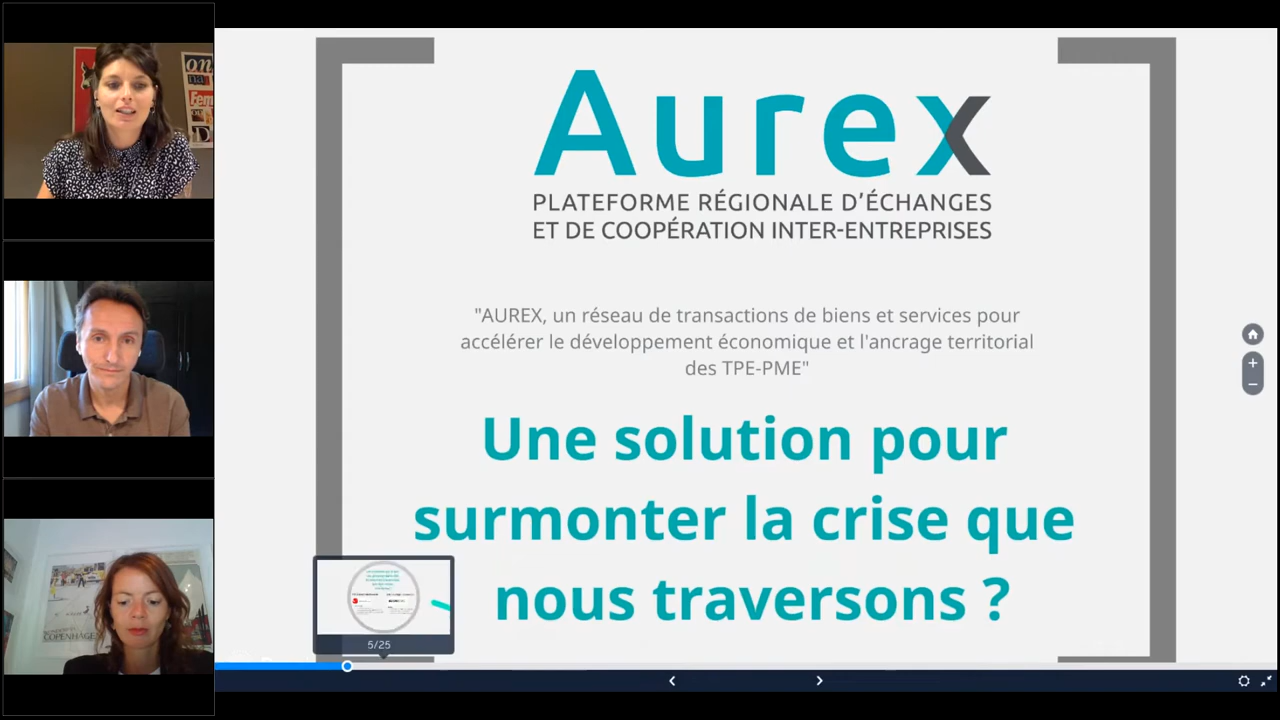 on
Fem
D
COPENHAGEN
Aurex
PLATEFORME RÉGIONALE D'ÉCHANGES
ET DE COOPÉRATION INTER-ENTREPRISES
"AUREX, un réseau de transactions de biens et services pour
accélérer le développement économique et l'ancrage territorial
des TPE-PME"
Une solution pour
surmonter la crise que
nous traversons ?
5/25